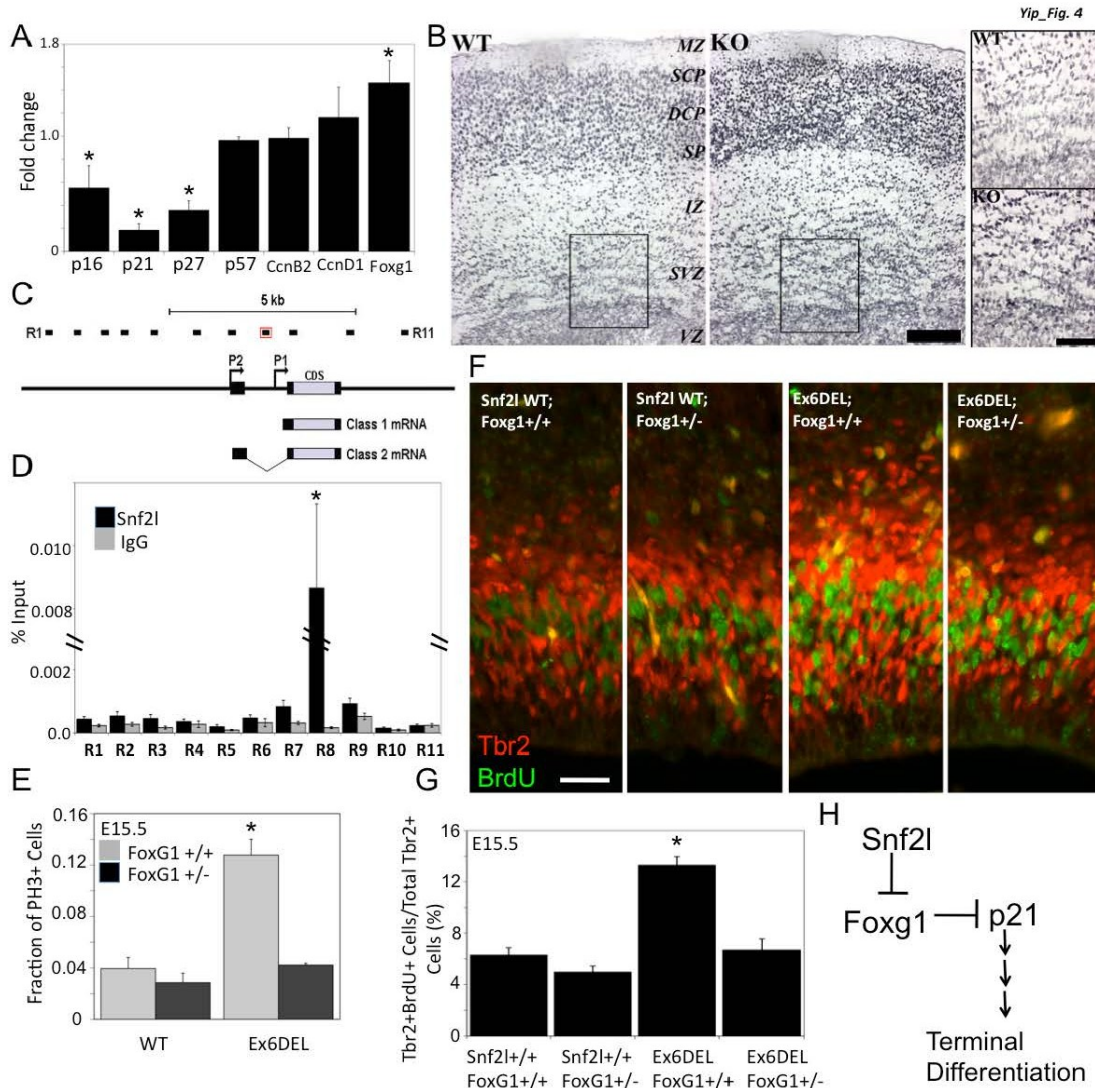 Yip_Fig. 4
A
1.8
*
*
*
*
1.0
Fold change
0
p16 p21 p27 p57 CcnB2 CcnD1 Foxg1
B
WT
KO
MZ
SCP
DCP
SP
IZ
SVZ
VZ
WT
KO
C
5 kb
R1
R11
P2 P1
CDS
Class 1 mRNA
Class 2 mRNA
D
Snf2l
IgG
*
0.010
0.008
0.002
0.0
% Input
R1 R2 R3 R4 R5 R6 R7 R8 R9 R10 R11
E
0.16
0.12
0.08
0.04
0
Fraction of PH3+ Cells
E15.5
FoxG1 +/+
FoxG1 +/-
*
WT Ex6DEL
F
Snf2l WT;
Foxg1+/+
Snf2l WT;
Foxg1+/-
Ex6DEL;
Foxg1+/+
Ex6DEL;
Foxg1+/-
Tbr2
BrdU
G
16
12
8
4
0
Tbr2+BrdU+ Cells/Total Tbr2+
Cells (%)
E15.5
*
Snf2l+/+ Snf2l+/+ Ex6DEL Ex6DEL
FoxG1+/+ FoxG1+/- FoxG1+/+ FoxG1+/-
H
Snf2l
Foxg1
p21
Terminal
Differentiation